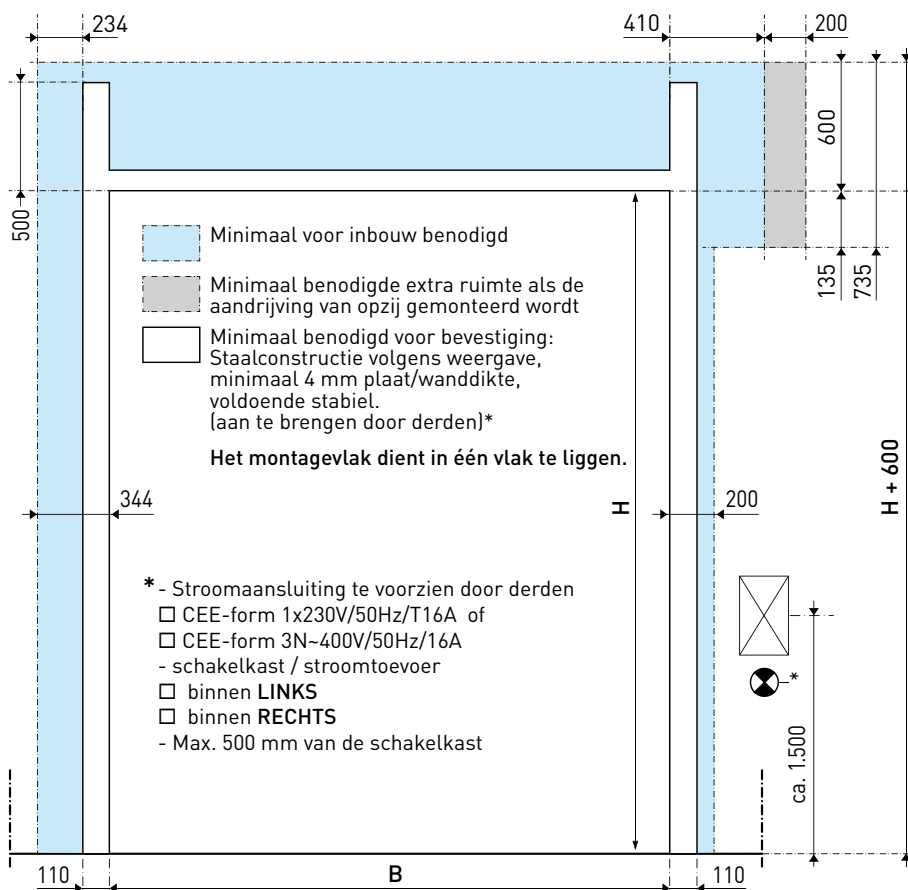 234
410
200
600
500
135
735
H + 600
Minimaal voor inbouw benodigd
Minimaal benodigde extra ruimte als de
aandrijving van opzij gemonteerd wordt
Minimaal benodigd voor bevestiging:
Staalconstructie volgens weergave,
minimaal 4 mm plaat/wanddikte,
voldoende stabiel.
(aan te brengen door derden)*
Het montagevlak dient in één vlak te liggen.
344
H
200
* - Stroomaansluiting te voorzien door derden
☐ CEE-form 1x230V/50Hz/T16A of
☐ CEE-form 3N~400V/50Hz/16A
- schakelkast / stroomtoevoer
☐ binnen LINKS
☐ binnen RECHTS
- Max. 500 mm van de schakelkast
*
ca. 1.500
110
B
110